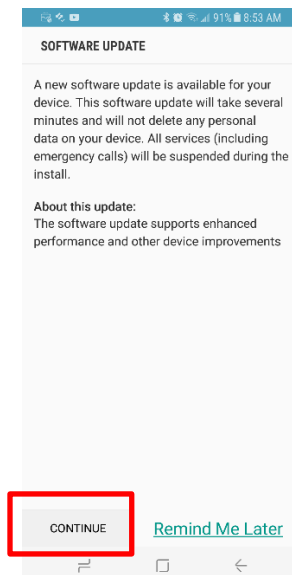 91% 8:53 AM
SOFTWARE UPDATE
A new software update is available for your
device. This software update will take several
minutes and will not delete any personal
data on your device. All services (including
emergency calls) will be suspended during the
install.
About this update:
The software update supports enhanced
performance and other device improvements
CONTINUE Remind Me Later